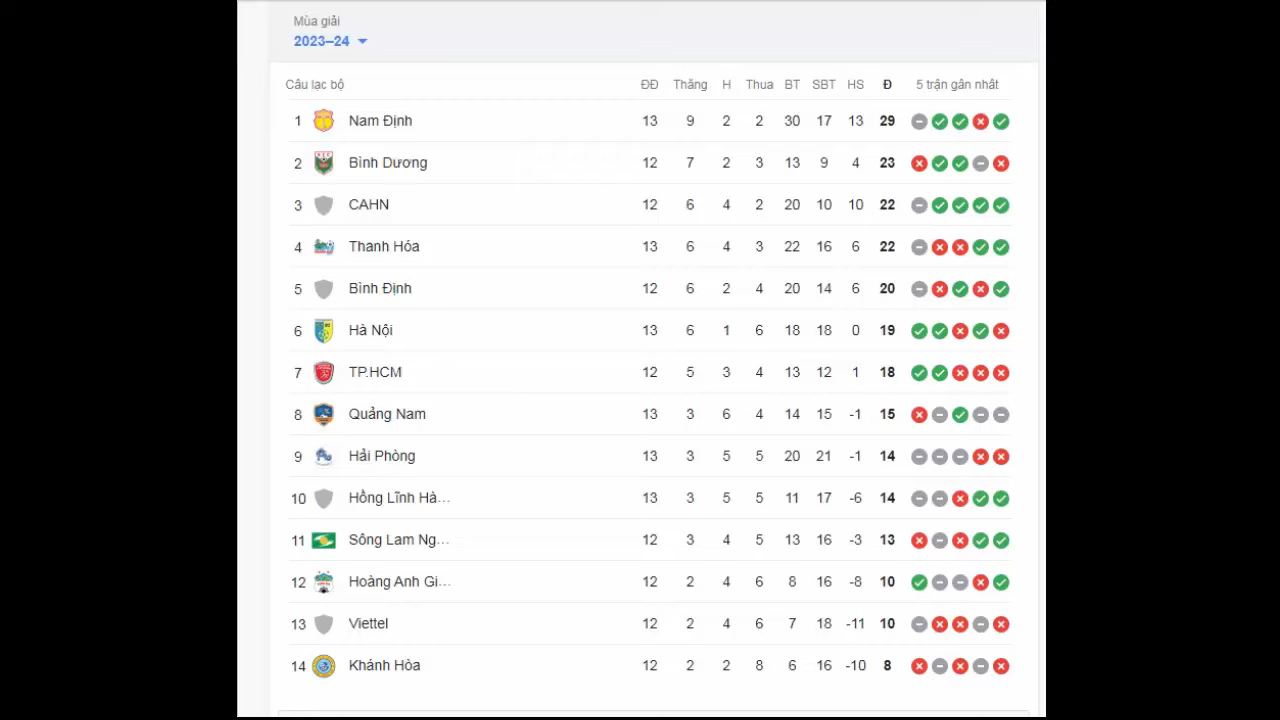 Mùa giải
2023–24
Câu lạc bộ ĐĐ Thắng H Thua BT SBT HS Đ 5 trận gần nhất
1 Nam Định 13 9 2 2 30 17 13 29
2 Bình Dương 12 7 2 3 13 9 4 23
3 CAHN 12 6 4 2 20 10 10 22
4 Thanh Hóa 13 6 4 3 22 16 6 22
5 Bình Định 12 6 2 4 20 14 6 20
6 Hà Nội 13 6 1 6 18 18 0 19
7 TP.HCM 12 5 3 4 13 12 1 18
8 Quảng Nam 13 3 6 4 14 15 -1 15
9 Hải Phòng 13 3 5 5 20 21 -1 14
10 Hồng Lĩnh Hà... 13 3 5 5 11 17 -6 14
11 Sông Lam Ng... 12 3 4 5 13 16 -3 13
12 Hoàng Anh Gi... 12 2 4 6 8 16 -8 10
13 Viettel 12 2 4 6 7 18 -11 10
14 Khánh Hòa 12 2 2 8 6 16 -10 8